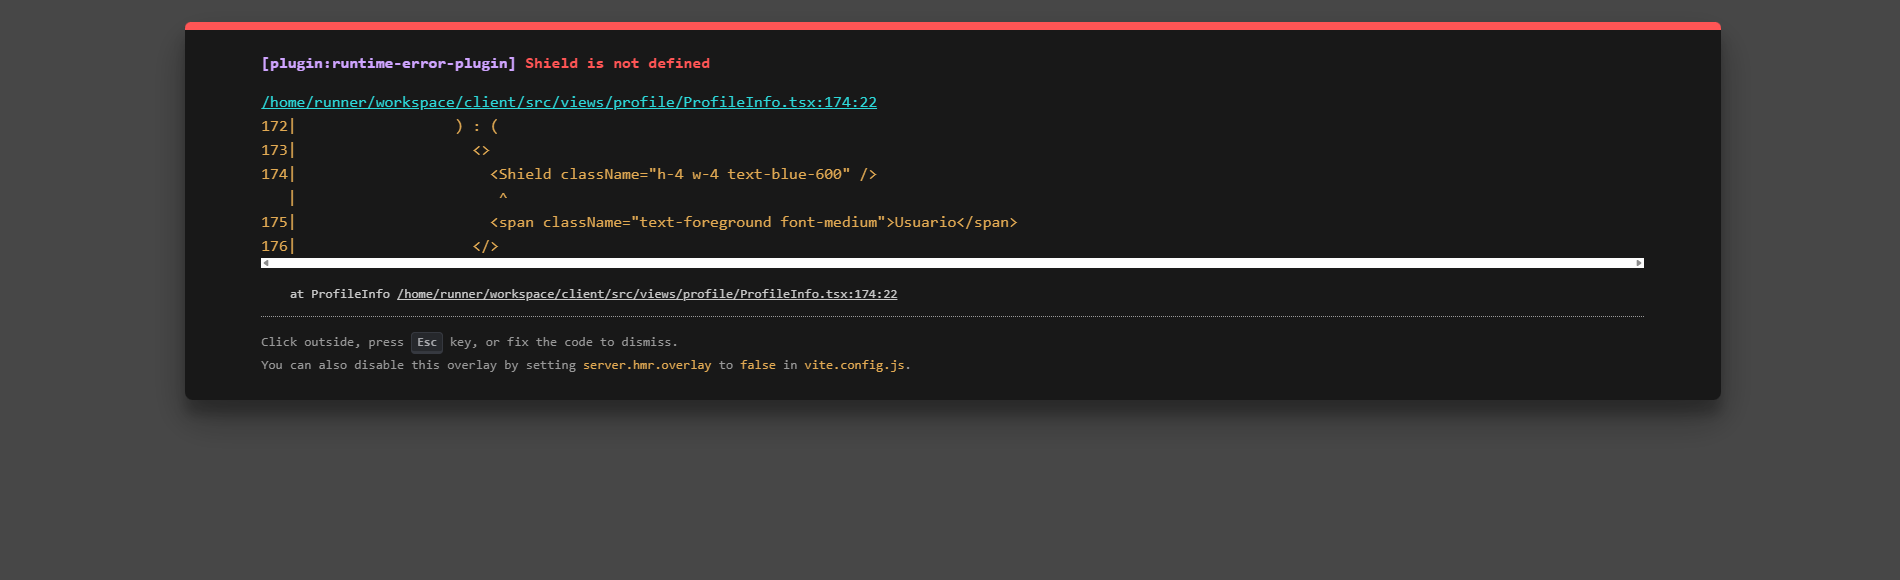 [plugin:runtime-error-plugin] Shield is not defined
/home/runner/workspace/client/src/views/profile/ProfileInfo.tsx:174:22
172|                  ) : (
173|                    <>
174|                      <Shield className="h-4 w-4 text-blue-600" />
   |                       ^
175|                      <span className="text-foreground font-medium">Usuario</span>
176|                    </>
at ProfileInfo /home/runner/workspace/client/src/views/profile/ProfileInfo.tsx:174:22
Click outside, press Esc key, or fix the code to dismiss.
You can also disable this overlay by setting server.hmr.overlay to false in vite.config.js.